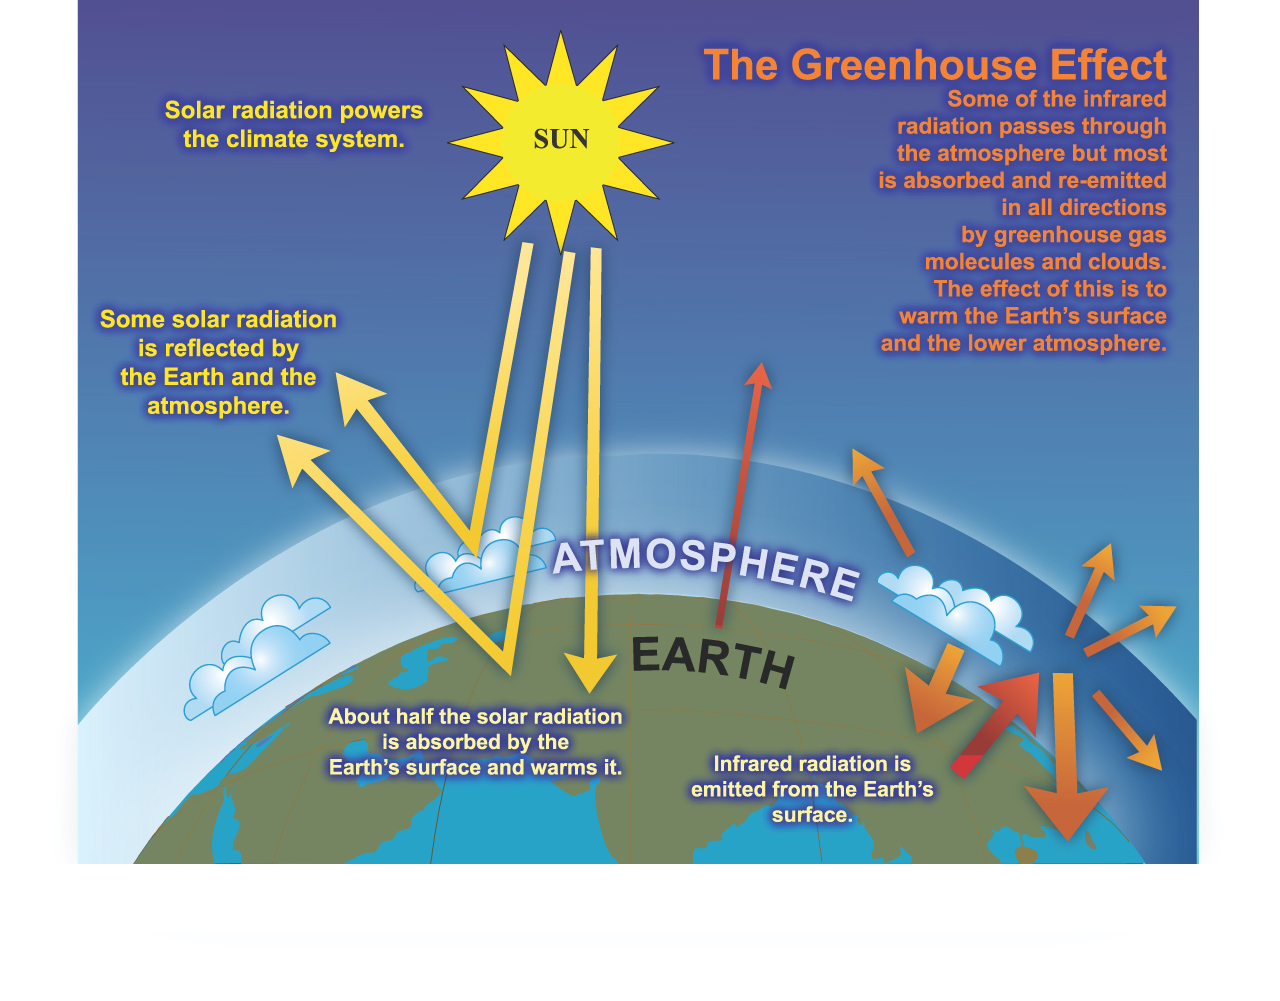 The Greenhouse Effect
Some of the infrared
radiation passes through
the atmosphere but most
is absorbed and re-emitted
in all directions
by greenhouse gas
molecules and clouds.
The effect of this is to
warm the Earth’s surface
and the lower atmosphere.
Solar radiation powers
the climate system.
SUN
Some solar radiation
is reflected by
the Earth and the
atmosphere.
ATMOSPHERE
EARTH
About half the solar radiation
is absorbed by the
Earth’s surface and warms it.
Infrared radiation is
emitted from the Earth’s
surface.